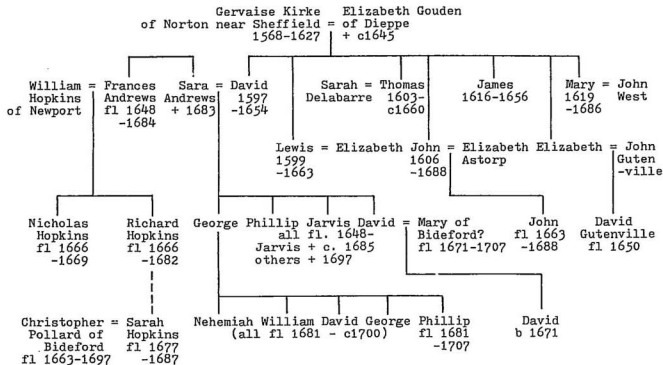 Gervaise Kirke Elizabeth Gouden
of Norton near Sheffield = of Dieppe
1568-1627 + c1645
William = Frances Sara = David Sarah = Thomas James Mary = John
Hopkins Andrews Andrews 1597 Delabarre 1603- 1616-1656 1619 West
of Newport fl 1648 + 1683 -1654 c1660 -1686
-1684
Lewis = Elizabeth John = Elizabeth Elizabeth = John
1599 1606 Astorp Guten
-1663 -1688 -ville
Nicholas Richard George Phillip Jarvis David = Mary of John David
Hopkins Hopkins all fl. 1648- Bideford? fl 1663 Gutenville
fl 1666 fl 1666 Jarvis + c. 1685 fl 1671-1707 -1688 fl 1650
-1669 -1682 others + 1697
Christopher = Sarah Nehemiah William David George Phillip David
Pollard of Hopkins (all fl 1681 - c1700) fl 1681 b 1671
Bideford fl 1677 -1707
fl 1663-1697 -1687